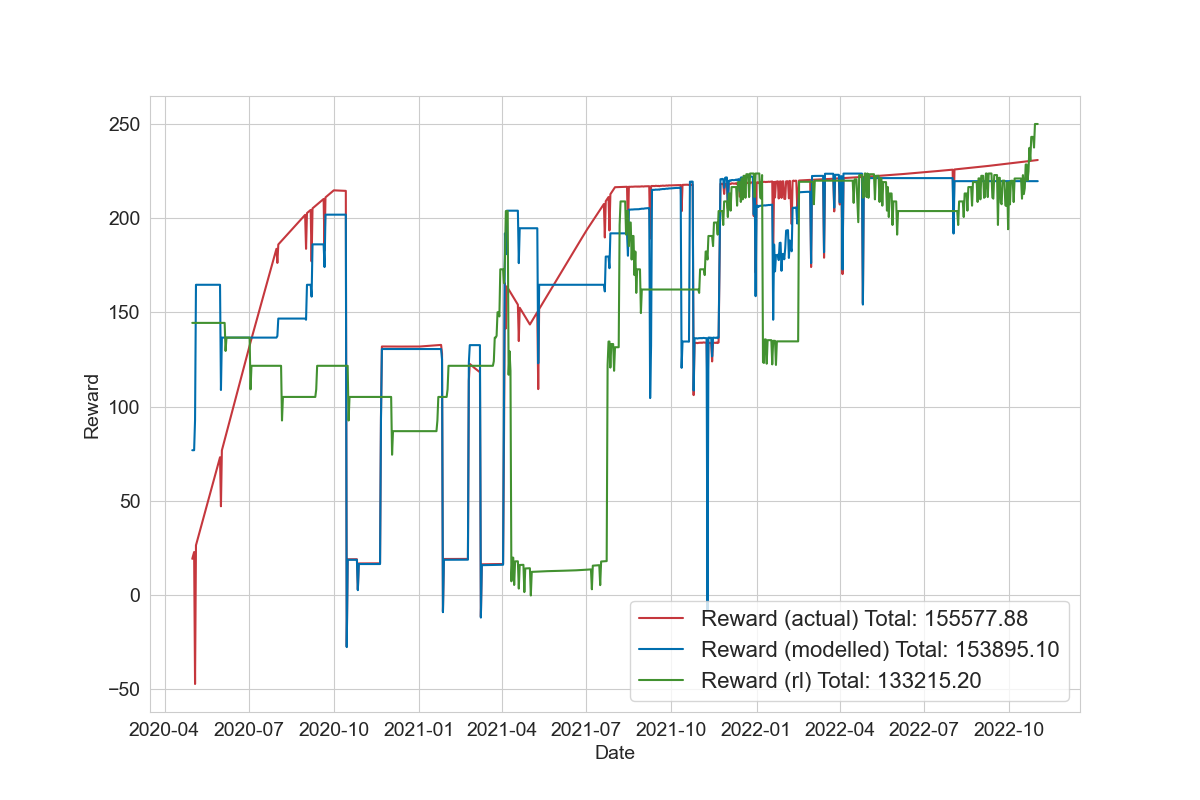 250
200
150
100
50
0
−50
Reward
Reward (actual) Total: 155577.88
Reward (modelled) Total: 153895.10
Reward (rl) Total: 133215.20
2020-04 2020-07 2020-10 2021-01 2021-04 2021-07 2021-10 2022-01 2022-04 2022-07 2022-10
Date